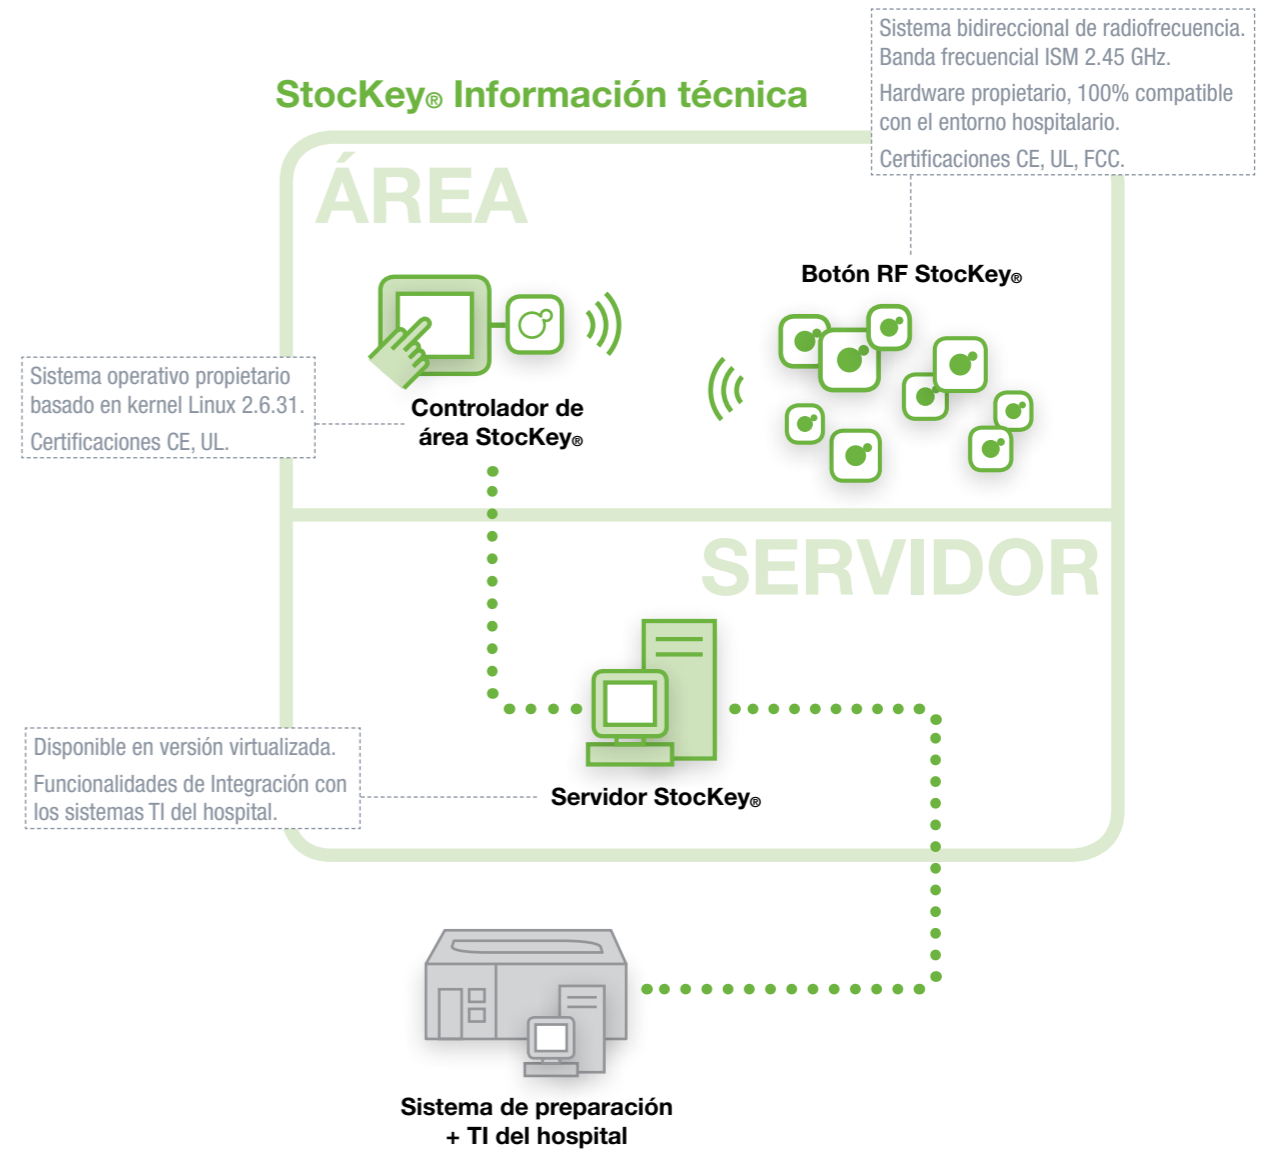 Sistema bidireccional de radiofrecuencia.
Banda frecuencial ISM 2.45 GHz.
Hardware propietario, 100% compatible
con el entorno hospitalario.
Certificaciones CE, UL, FCC.
StocKey® Información técnica
ÁREA
Botón RF StocKey®
Sistema operativo propietario
basado en kernel Linux 2.6.31.
Certificaciones CE, UL.
Controlador de
área StocKey®
SERVIDOR
Disponible en versión virtualizada.
Funcionalidades de Integración con
los sistemas TI del hospital.
Servidor StocKey®
Sistema de preparación
+ TI del hospital